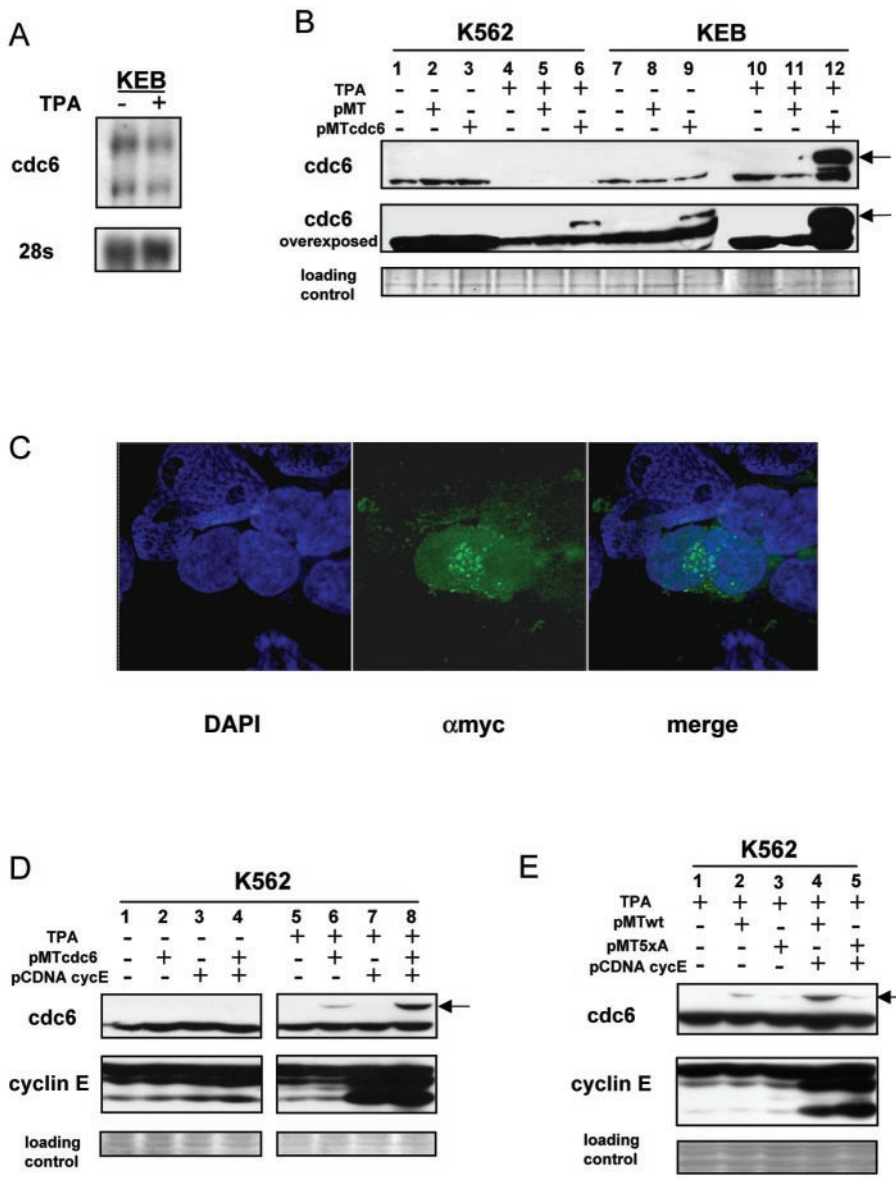 A
KEB
TPA - +
cdc6
28s
B
K562 KEB
1 2 3 4 5 6 7 8 9 10 11 12
TPA - - - + + + - - - + + +
pMT - + - - + - - + - - + -
pMTcdc6 - - + - - + - - + - - +
cdc6
cdc6
overexposed
loading
control
C
DAPI αmyc merge
D
K562
1 2 3 4 5 6 7 8
TPA - - - - + + + +
pMTcdc6 - + - + - + - +
pCDNA cycE - - + + - - + +
cdc6
cyclin E
loading
control
E
K562
1 2 3 4 5
TPA + + + + +
pMTwt - + - + -
pMT5xA - - + - +
pCDNA cycE - - - + +
cdc6
cyclin E
loading
control